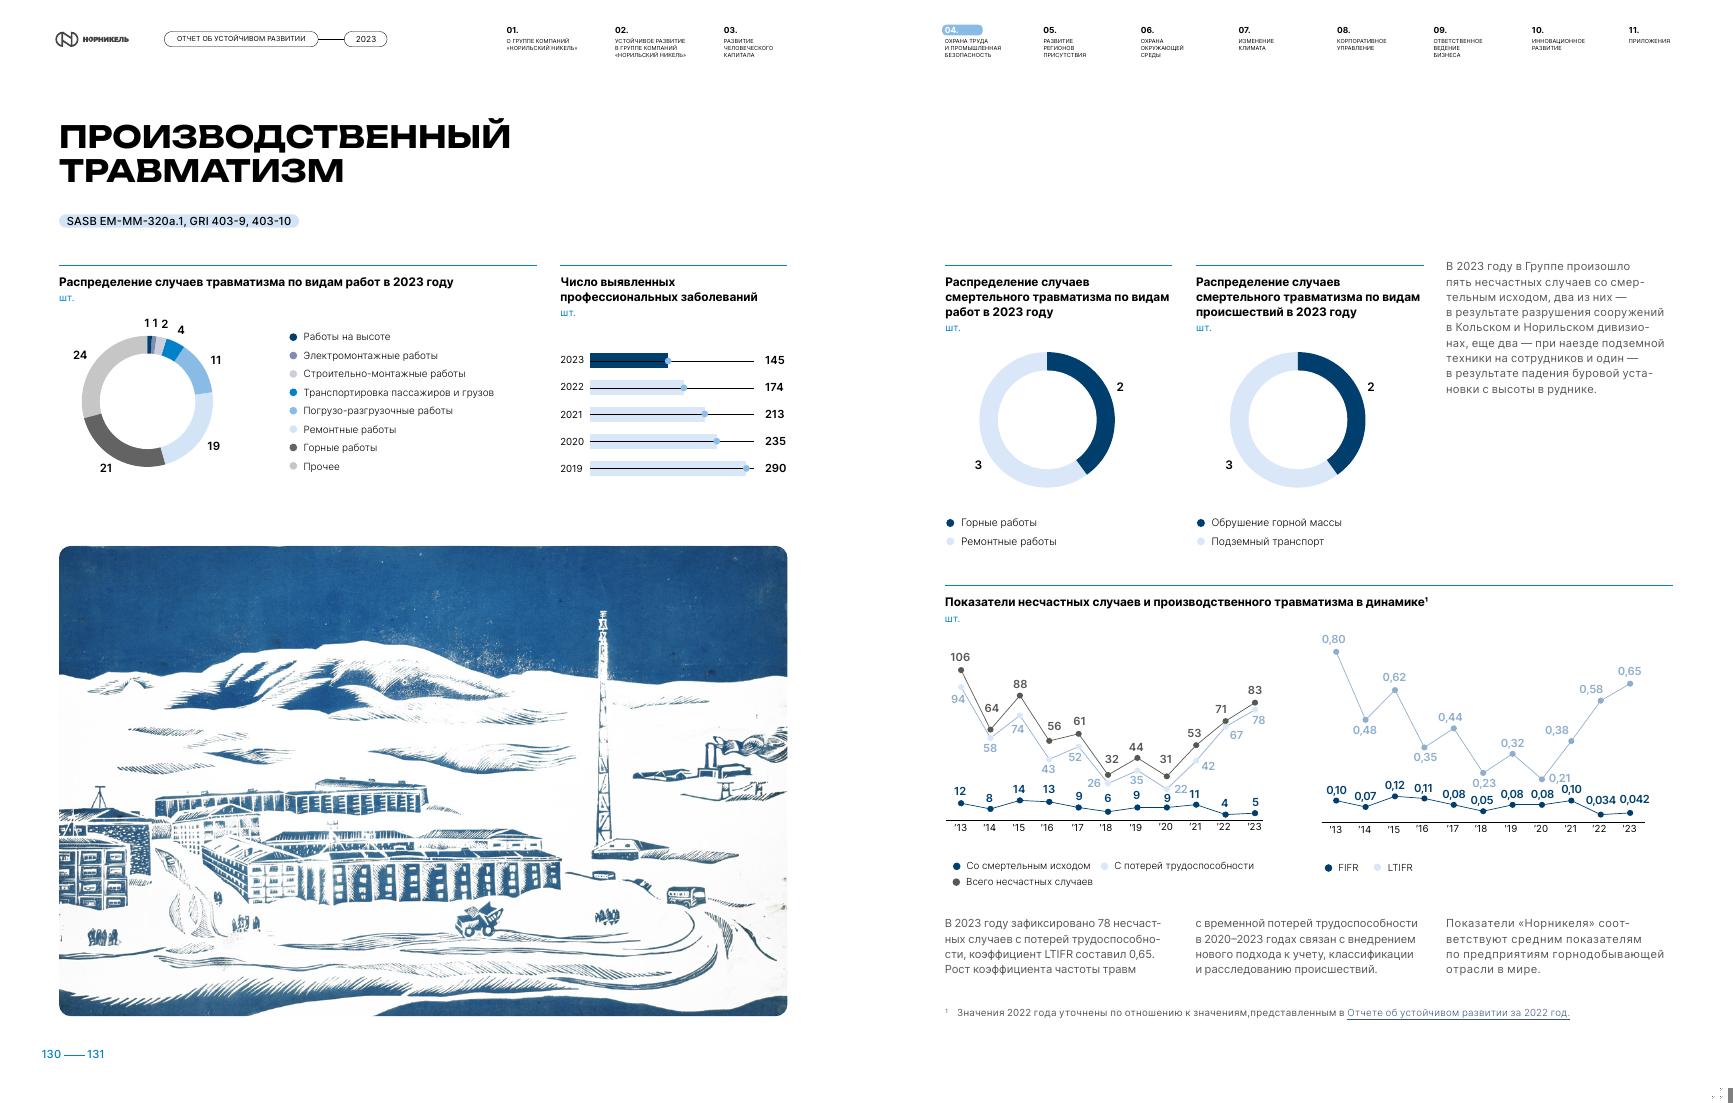 НОРНИКЕЛЬ
ОТЧЕТ ОБ УСТОЙЧИВОМ РАЗВИТИИ
2023
01.
О ГРУППЕ КОМПАНИЙ
«НОРИЛЬСКИЙ НИКЕЛЬ»
02.
УСТОЙЧИВОЕ РАЗВИТИЕ
В ГРУППЕ КОМПАНИЙ
«НОРИЛЬСКИЙ НИКЕЛЬ»
03.
РАЗВИТИЕ
ЧЕЛОВЕЧЕСКОГО
КАПИТАЛА
04.
ОХРАНА ТРУДА
И ПРОМЫШЛЕННАЯ
БЕЗОПАСНОСТЬ
05.
РАЗВИТИЕ
РЕГИОНОВ
ПРИСУТСТВИЯ
06.
ОХРАНА
ОКРУЖАЮЩЕЙ
СРЕДЫ
07.
ИЗМЕНЕНИЕ
КЛИМАТА
08.
КОРПОРАТИВНОЕ
УПРАВЛЕНИЕ
09.
ОТВЕТСТВЕННОЕ
ВЕДЕНИЕ
БИЗНЕСА
10.
ИННОВАЦИОННОЕ
РАЗВИТИЕ
11.
ПРИЛОЖЕНИЯ
ПРОИЗВОДСТВЕННЫЙ
ТРАВМАТИЗМ
SASB EM-MM-320a.1, GRI 403-9, 403-10
Распределение случаев травматизма по видам работ в 2023 году
шт.
1 1 2 4
11
19
21
24
Работы на высоте
Электромонтажные работы
Строительно-монтажные работы
Транспортировка пассажиров и грузов
Погрузо-разгрузочные работы
Ремонтные работы
Горные работы
Прочее
Число выявленных
профессиональных заболеваний
шт.
2023 145
2022 174
2021 213
2020 235
2019 290
Распределение случаев
смертельного травматизма по видам
работ в 2023 году
шт.
2
3
Горные работы
Ремонтные работы
Распределение случаев
смертельного травматизма по видам
происшествий в 2023 году
шт.
2
3
Обрушение горной массы
Подземный транспорт
В 2023 году в Группе произошло
пять несчастных случаев со смер-
тельным исходом, два из них —
в результате разрушения сооружений
в Кольском и Норильском дивизио-
нах, еще два — при наезде подземной
техники на сотрудников и один —
в результате падения буровой уста-
новки с высоты в руднике.
Показатели несчастных случаев и производственного травматизма в динамике¹
шт.
106 64 88 56 61 32 44 31 53 71 83
94 58 74 43 52 26 35 22 42 67 78
12 8 14 13 9 6 9 9 11 4 5
'13 '14 '15 '16 '17 '18 '19 '20 '21 '22 '23
Со смертельным исходом
С потерей трудоспособности
Всего несчастных случаев
0,80 0,48 0,62 0,35 0,44 0,23 0,32 0,21 0,38 0,58 0,65
0,10 0,07 0,12 0,11 0,08 0,05 0,08 0,08 0,10 0,034 0,042
'13 '14 '15 '16 '17 '18 '19 '20 '21 '22 '23
FIFR
LTIFR
В 2023 году зафиксировано 78 несчаст-
ных случаев с потерей трудоспособно-
сти, коэффициент LTIFR составил 0,65.
Рост коэффициента частоты травм
с временной потерей трудоспособности
в 2020–2023 годах связан с внедрением
нового подхода к учету, классификации
и расследованию происшествий.
Показатели «Норникеля» соот-
ветствуют средним показателям
по предприятиям горнодобывающей
отрасли в мире.
¹ Значения 2022 года уточнены по отношению к значениям,представленным в Отчете об устойчивом развитии за 2022 год.
130 — 131